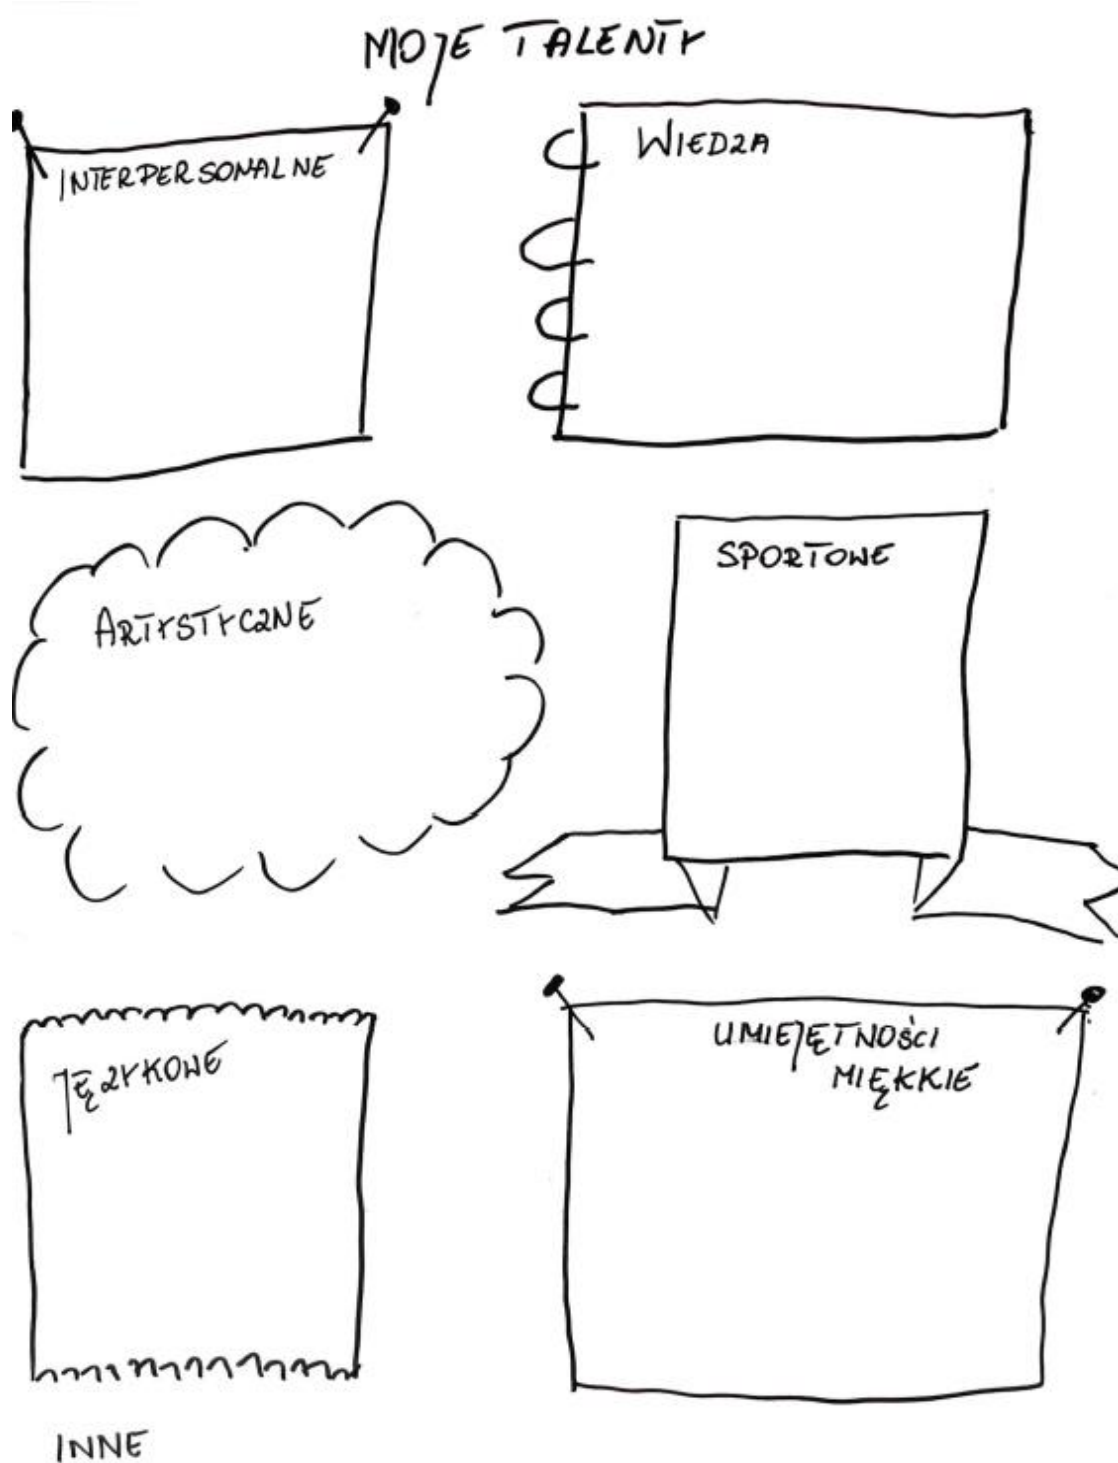 MOJE TALENTY
INTERPERSONALNE
WIEDZA
ARTYSTYCZNE
SPORTOWE
JĘZYKOWE
UMIEJĘTNOŚCI
MIĘKKIE
INNE